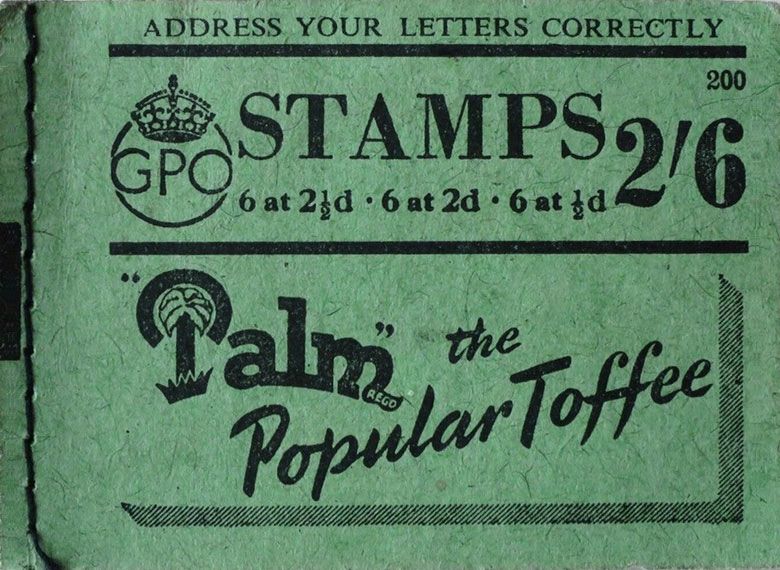 ADDRESS YOUR LETTERS CORRECTLY
200
GPO
STAMPS 2/6
6 at 2½d · 6 at 2d · 6 at ½d
"Palm" the
REGD
Popular Toffee